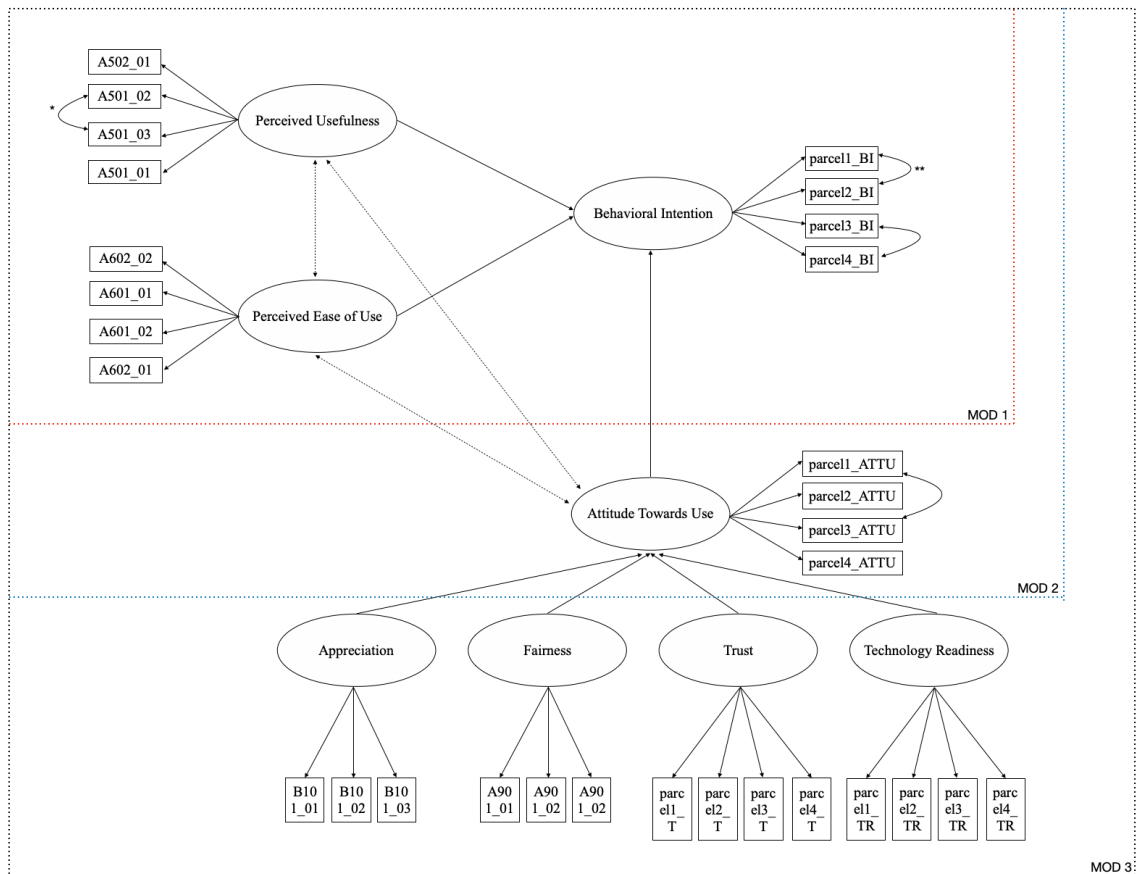 A502_01
A501_02
*
A501_03
A501_01
Perceived Usefulness
A602_02
A601_01
A601_02
A602_01
Perceived Ease of Use
Behavioral Intention
parcel1_BI
**
parcel2_BI
parcel3_BI
parcel4_BI
MOD 1
Attitude Towards Use
parcel1_ATTU
parcel2_ATTU
parcel3_ATTU
parcel4_ATTU
MOD 2
Appreciation
Fairness
Trust
Technology Readiness
B10
1_01
B10
1_02
B10
1_03
A90
1_01
A90
1_02
A90
1_02
parc
el1_
T
parc
el2_
T
parc
el3_
T
parc
el4_
T
parc
el1_
TR
parc
el2_
TR
parc
el3_
TR
parc
el4_
TR
MOD 3